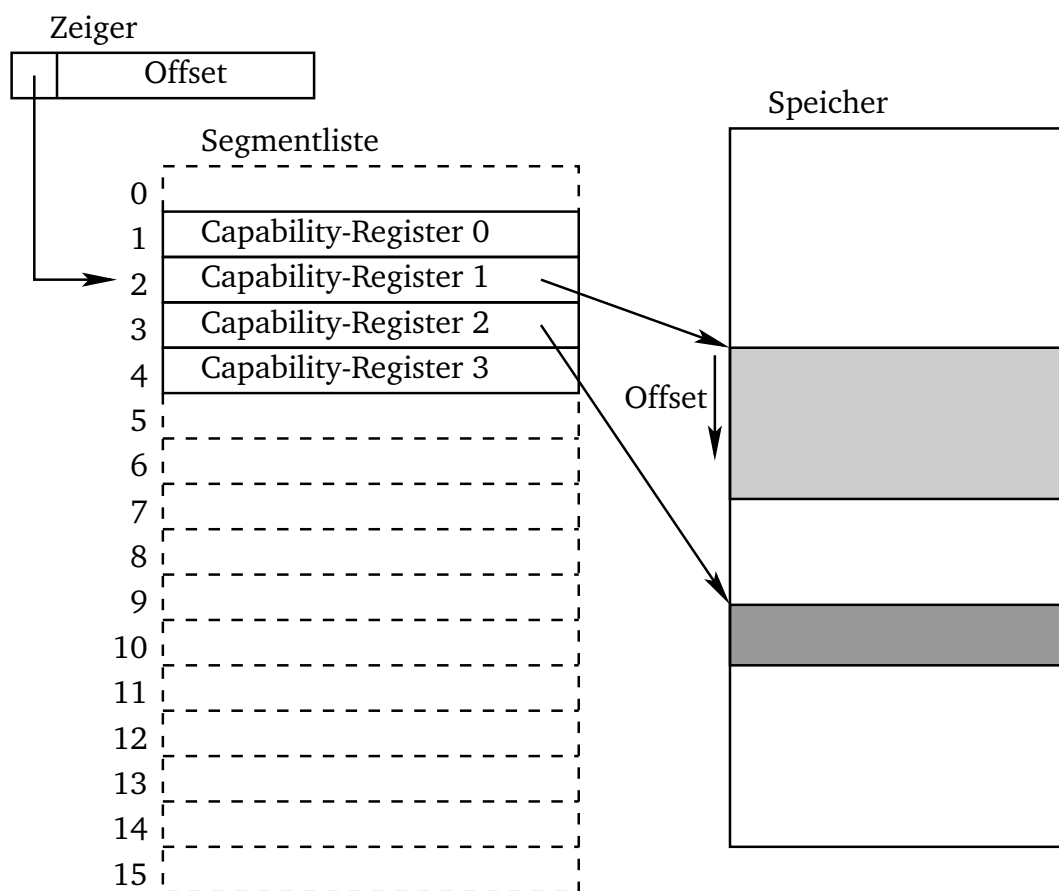 Zeiger
Offset
Speicher
Segmentliste
0
1 Capability-Register 0
2 Capability-Register 1
3 Capability-Register 2
4 Capability-Register 3
Offset
5
6
7
8
9
10
11
12
13
14
15